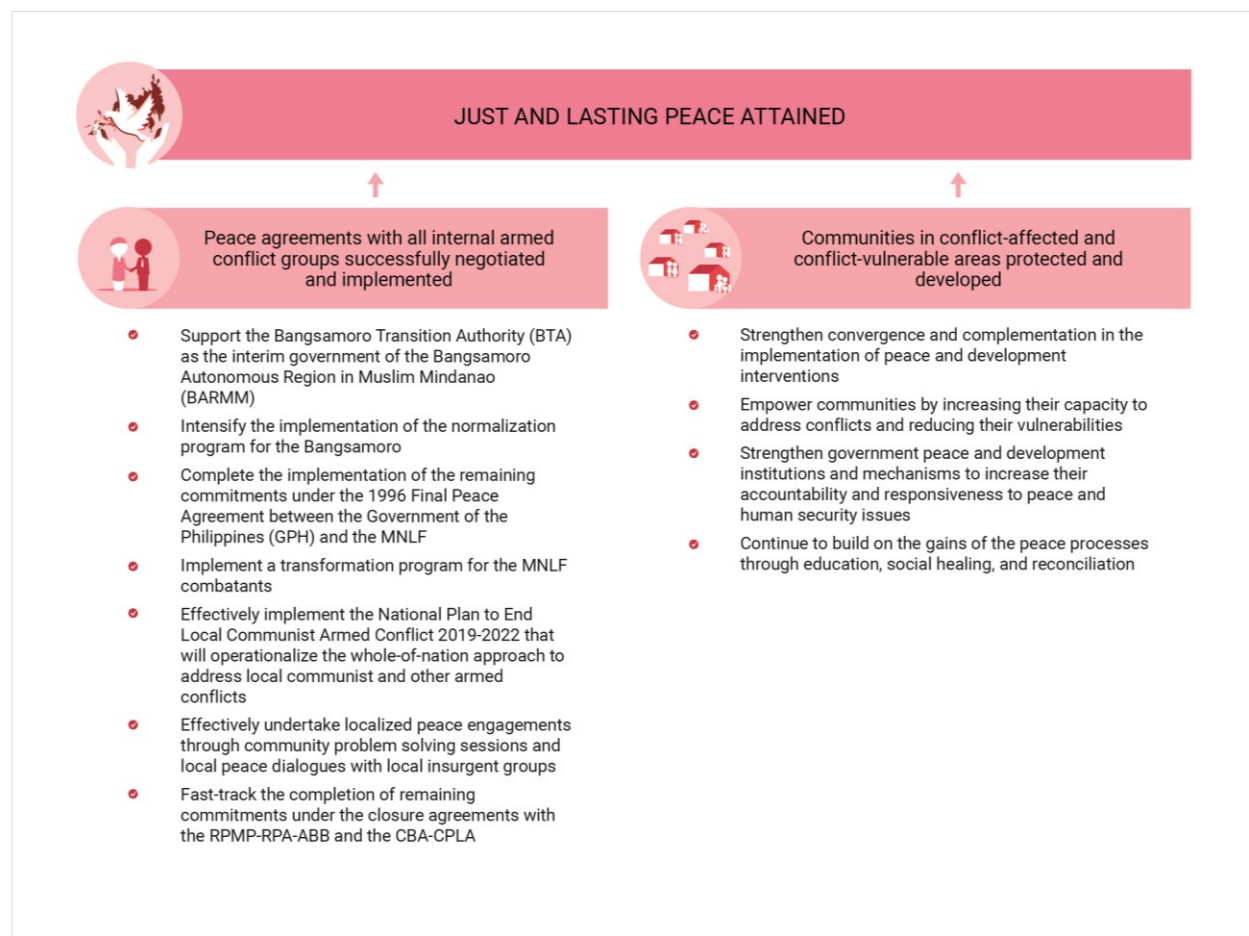 JUST AND LASTING PEACE ATTAINED
Peace agreements with all internal armed
conflict groups successfully negotiated
and implemented
Support the Bangsamoro Transition Authority (BTA)
as the interim government of the Bangsamoro
Autonomous Region in Muslim Mindanao
(BARMM)
Intensify the implementation of the normalization
program for the Bangsamoro
Complete the implementation of the remaining
commitments under the 1996 Final Peace
Agreement between the Government of the
Philippines (GPH) and the MNLF
Implement a transformation program for the MNLF
combatants
Effectively implement the National Plan to End
Local Communist Armed Conflict 2019-2022 that
will operationalize the whole-of-nation approach to
address local communist and other armed
conflicts
Effectively undertake localized peace engagements
through community problem solving sessions and
local peace dialogues with local insurgent groups
Fast-track the completion of remaining
commitments under the closure agreements with
the RPMP-RPA-ABB and the CBA-CPLA
Communities in conflict-affected and
conflict-vulnerable areas protected and
developed
Strengthen convergence and complementation in the
implementation of peace and development
interventions
Empower communities by increasing their capacity to
address conflicts and reducing their vulnerabilities
Strengthen government peace and development
institutions and mechanisms to increase their
accountability and responsiveness to peace and
human security issues
Continue to build on the gains of the peace processes
through education, social healing, and reconciliation